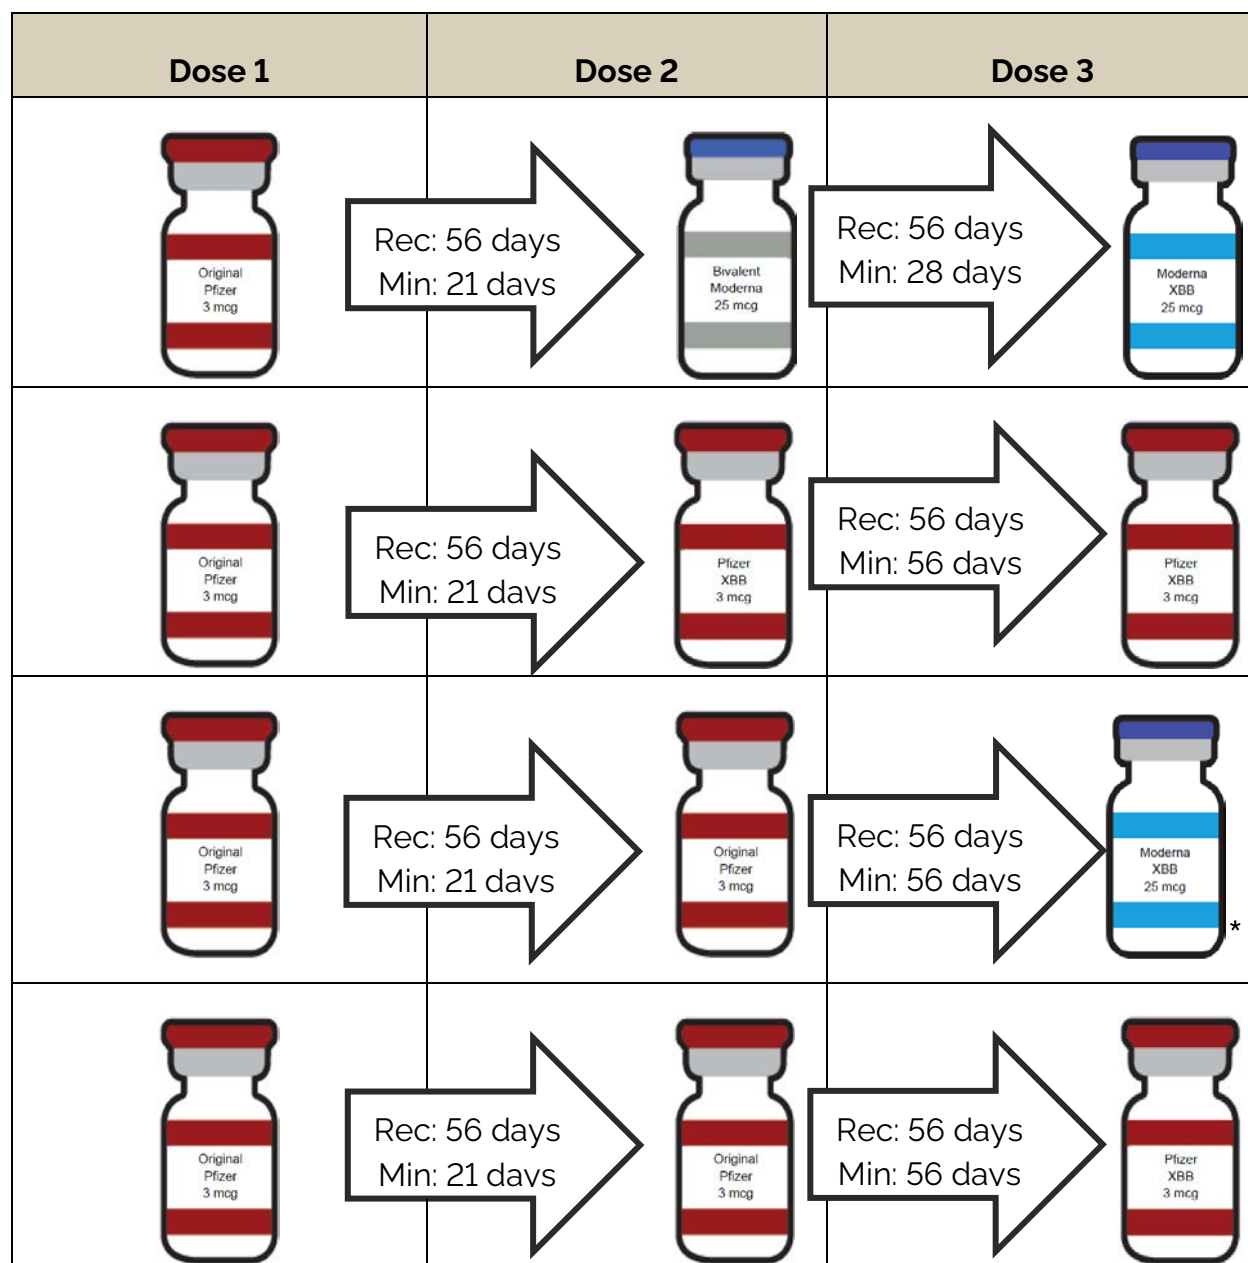 Dose 1
Dose 2
Dose 3
Original
Pfizer
3 mcg
Rec: 56 days
Min: 21 days
Bivalent
Moderna
25 mcg
Rec: 56 days
Min: 28 days
Moderna
XBB
25 mcg
Original
Pfizer
3 mcg
Rec: 56 days
Min: 21 days
Pfizer
XBB
3 mcg
Rec: 56 days
Min: 56 days
Pfizer
XBB
3 mcg
Original
Pfizer
3 mcg
Rec: 56 days
Min: 21 days
Original
Pfizer
3 mcg
Rec: 56 days
Min: 56 days
Moderna
XBB
25 mcg
*
Original
Pfizer
3 mcg
Rec: 56 days
Min: 21 days
Original
Pfizer
3 mcg
Rec: 56 days
Min: 56 days
Pfizer
XBB
3 mcg